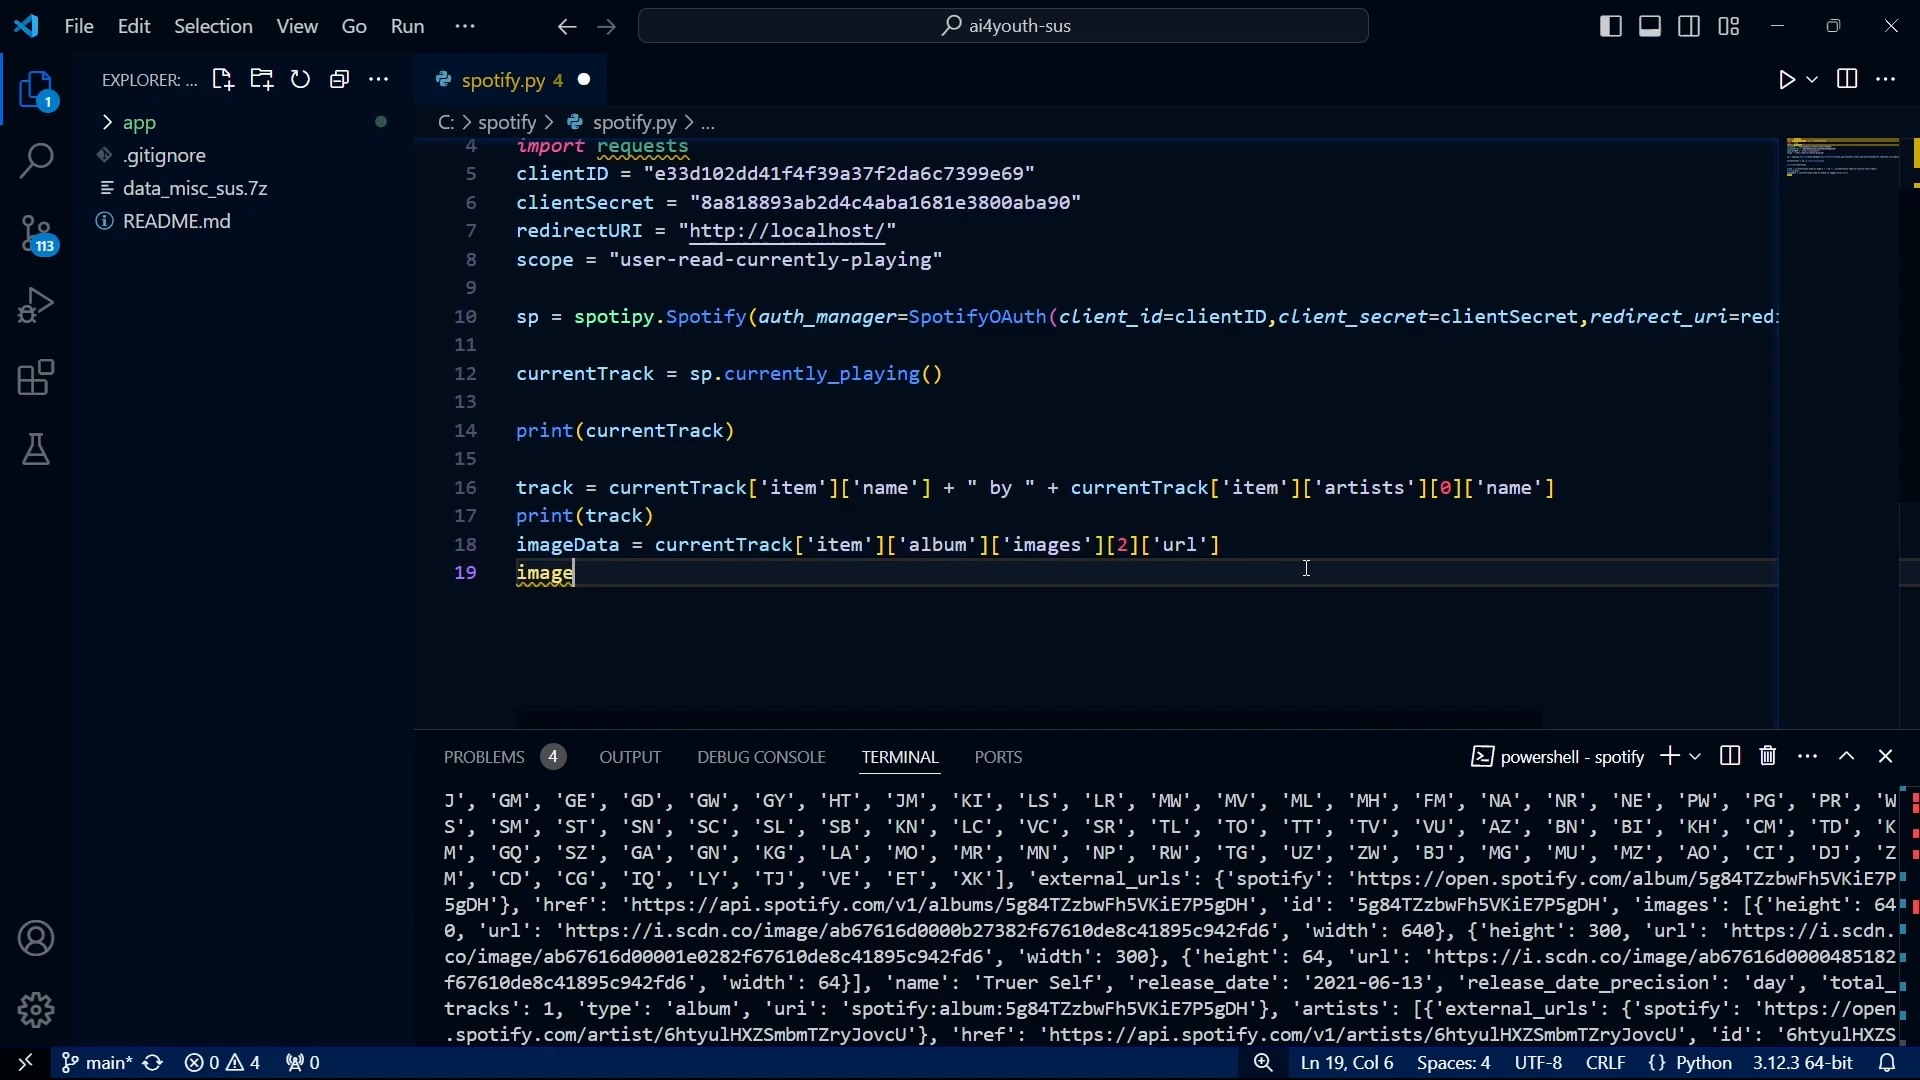 File Edit Selection View Go Run ··· ai4youth-sus
EXPLORER: ...
1
app
.gitignore
data_misc_sus.7z
README.md
113
spotify.py 4
C: > spotify > spotify.py > ...
4 import requests
5 clientID = "e33d102dd41f4f39a37f2da6c7399e69"
6 clientSecret = "8a818893ab2d4c4aba1681e3800aba90"
7 redirectURI = "http://localhost/"
8 scope = "user-read-currently-playing"
9
10 sp = spotipy.Spotify(auth_manager=SpotifyOAuth(client_id=clientID,client_secret=clientSecret,redirect_uri=redi
11
12 currentTrack = sp.currently_playing()
13
14 print(currentTrack)
15
16 track = currentTrack['item']['name'] + " by " + currentTrack['item']['artists'][0]['name']
17 print(track)
18 imageData = currentTrack['item']['album']['images'][2]['url']
19 image
PROBLEMS 4 OUTPUT DEBUG CONSOLE TERMINAL PORTS powershell - spotify
J', 'GM', 'GE', 'GD', 'GW', 'GY', 'HT', 'JM', 'KI', 'LS', 'LR', 'MW', 'MV', 'ML', 'MH', 'FM', 'NA', 'NR', 'NE', 'PW', 'PG', 'PR', 'W
S', 'SM', 'ST', 'SN', 'SC', 'SL', 'SB', 'KN', 'LC', 'VC', 'SR', 'TL', 'TO', 'TT', 'TV', 'VU', 'AZ', 'BN', 'BI', 'KH', 'CM', 'TD', 'K
M', 'GQ', 'SZ', 'GA', 'GN', 'KG', 'LA', 'MO', 'MR', 'MN', 'NP', 'RW', 'TG', 'UZ', 'ZW', 'BJ', 'MG', 'MU', 'MZ', 'AO', 'CI', 'DJ', 'Z
M', 'CD', 'CG', 'IQ', 'LY', 'TJ', 'VE', 'ET', 'XK'], 'external_urls': {'spotify': 'https://open.spotify.com/album/5g84TZzbwFh5VKiE7P
5gDH'}, 'href': 'https://api.spotify.com/v1/albums/5g84TZzbwFh5VKiE7P5gDH', 'id': '5g84TZzbwFh5VKiE7P5gDH', 'images': [{'height': 64
0, 'url': 'https://i.scdn.co/image/ab67616d0000b27382f67610de8c41895c942fd6', 'width': 640}, {'height': 300, 'url': 'https://i.scdn.
co/image/ab67616d00001e0282f67610de8c41895c942fd6', 'width': 300}, {'height': 64, 'url': 'https://i.scdn.co/image/ab67616d0000485182
f67610de8c41895c942fd6', 'width': 64}], 'name': 'Truer Self', 'release_date': '2021-06-13', 'release_date_precision': 'day', 'total_
tracks': 1, 'type': 'album', 'uri': 'spotify:album:5g84TZzbwFh5VKiE7P5gDH'}, 'artists': [{'external_urls': {'spotify': 'https://open
.spotify.com/artist/6htyulHXZSmbmTZryJovcU'}, 'href': 'https://api.spotify.com/v1/artists/6htyulHXZSmbmTZryJovcU', 'id': '6htyulHXZS
main* 0 4 0 Ln 19, Col 6 Spaces: 4 UTF-8 CRLF {} Python 3.12.3 64-bit